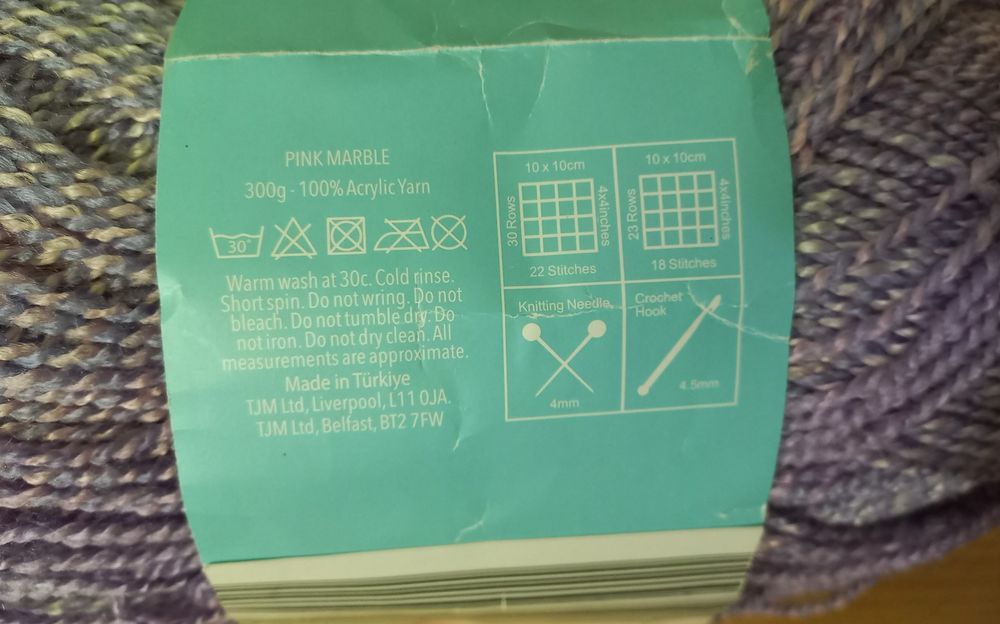 PINK MARBLE
300g - 100% Acrylic Yarn
30°
Warm wash at 30c. Cold rinse.
Short spin. Do not wring. Do not
bleach. Do not tumble dry. Do
not iron. Do not dry clean. All
measurements are approximate.
Made in Türkiye
TJM Ltd, Liverpool, L11 0JA.
TJM Ltd, Belfast, BT2 7FW
10 x 10cm
30 Rows
4x4inches
22 Stitches
10 x 10cm
23 Rows
4x4inches
18 Stitches
Knitting Needle
4mm
Crochet
Hook
4.5mm